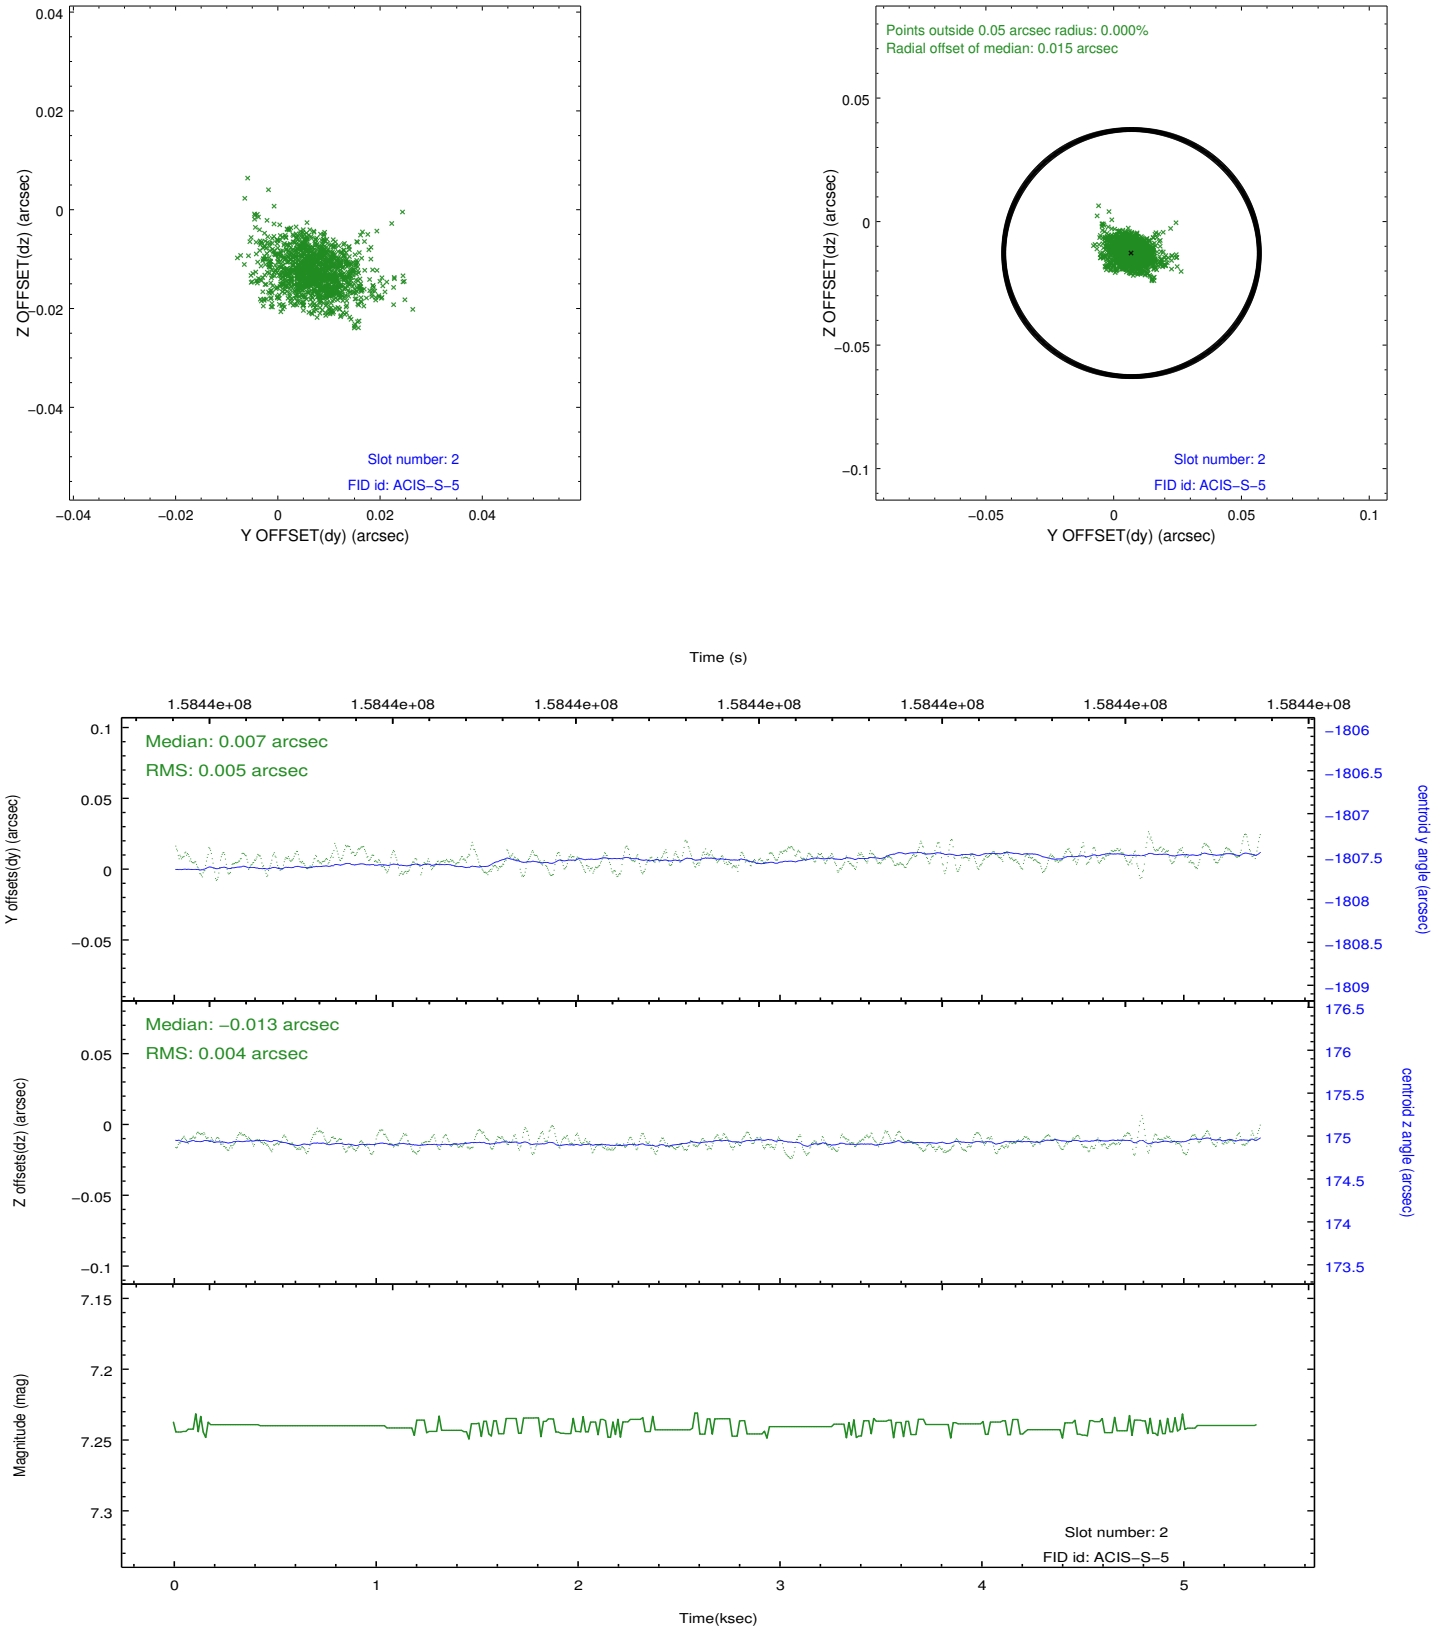 0.04
0.02
0
−0.02
−0.04
Z OFFSET(dz) (arcsec)
Slot number: 2
FID id: ACIS−S−5
−0.04 −0.02 0 0.02 0.04
Y OFFSET(dy) (arcsec)
Points outside 0.05 arcsec radius: 0.000%
Radial offset of median: 0.015 arcsec
0.05
0
−0.05
−0.1
Z OFFSET(dz) (arcsec)
Slot number: 2
FID id: ACIS−S−5
−0.05 0 0.05 0.1
Y OFFSET(dy) (arcsec)
Time (s)
1.5844e+08 1.5844e+08 1.5844e+08 1.5844e+08 1.5844e+08 1.5844e+08 1.5844e+08
Median: 0.007 arcsec
RMS: 0.005 arcsec
0.1
0.05
0
−0.05
Y offsets(dy) (arcsec)
−1806
−1806.5
−1807
−1807.5
−1808
−1808.5
−1809
centroid y angle (arcsec)
Median: −0.013 arcsec
RMS: 0.004 arcsec
0.05
0
−0.05
−0.1
Z offsets(dz) (arcsec)
176.5
176
175.5
175
174.5
174
173.5
centroid z angle (arcsec)
7.15
7.2
7.25
7.3
Magnitude (mag)
Slot number: 2
FID id: ACIS−S−5
0 1 2 3 4 5
Time(ksec)